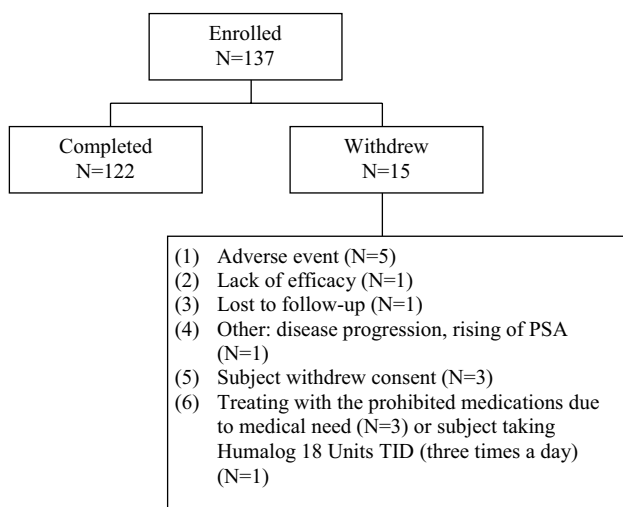 Enrolled
N=137
Completed
N=122
Withdrew
N=15
(1) Adverse event (N=5)
(2) Lack of efficacy (N=1)
(3) Lost to follow-up (N=1)
(4) Other: disease progression, rising of PSA
(N=1)
(5) Subject withdrew consent (N=3)
(6) Treating with the prohibited medications due
to medical need (N=3) or subject taking
Humalog 18 Units TID (three times a day)
(N=1)